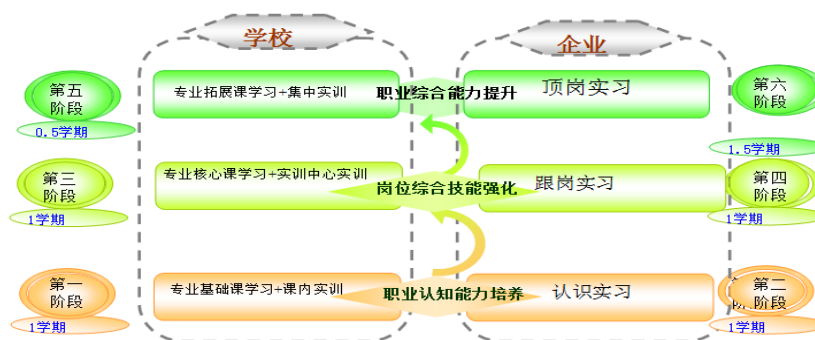 学校
企业
第五
阶段
0.5学期
专业拓展课学习+集中实训
职业综合能力提升
顶岗实习
第六
阶段
1.5学期
第三
阶段
1学期
专业核心课学习+实训中心实训
岗位综合技能强化
跟岗实习
第四
阶段
1学期
第一
阶段
1学期
专业基础课学习+课内实训
职业认知能力培养
认识实习
第二
阶段
1学期